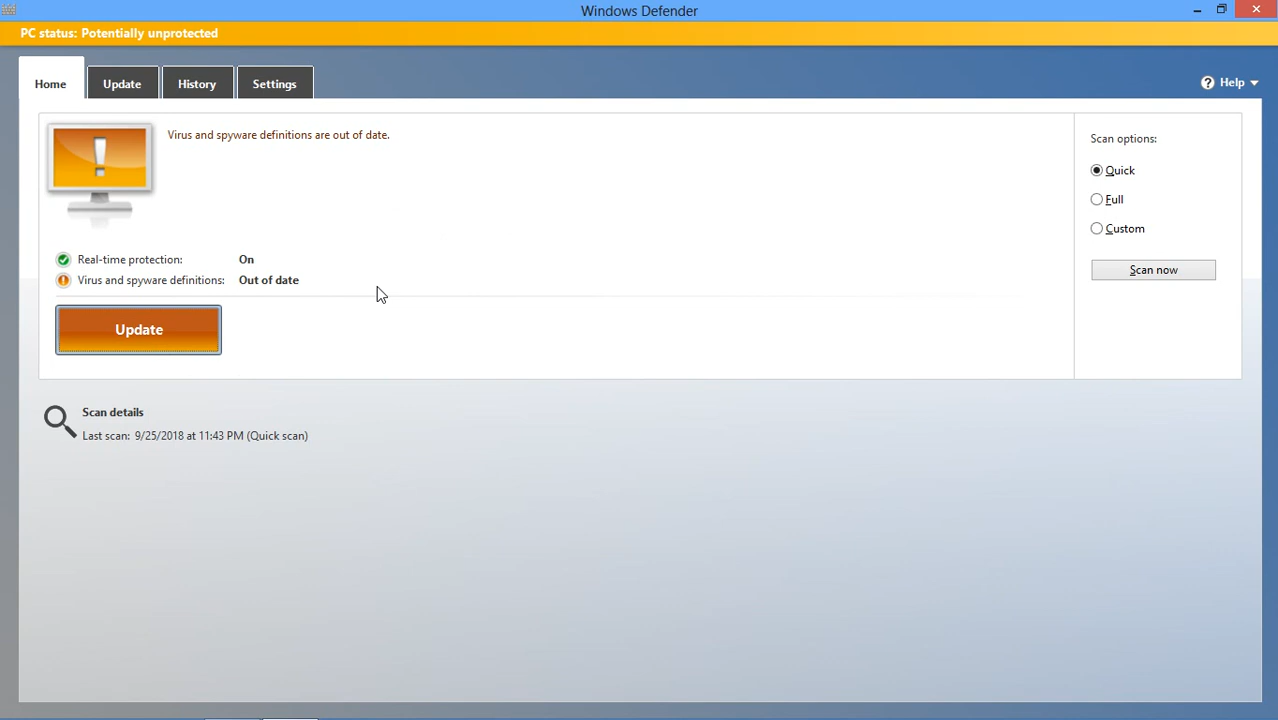 Windows Defender
PC status: Potentially unprotected
Home
Update
History
Settings
Help
Virus and spyware definitions are out of date.
Scan options:
Quick
Full
Custom
Scan now
Real-time protection: On
Virus and spyware definitions: Out of date
Update
Scan details
Last scan: 9/25/2018 at 11:43 PM (Quick scan)